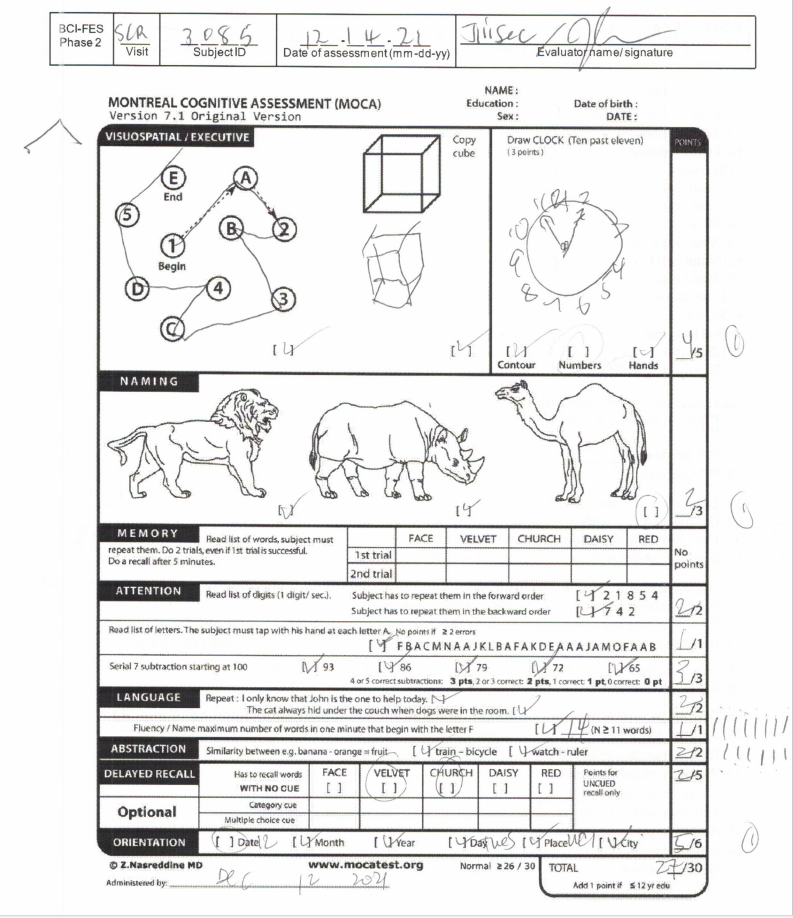 BCI-FES Phase 2 SCR Visit 3085 Subject ID 12.14.21 Date of assessment (mm-dd-yy) Evaluator name/signature
NAME :
MONTREAL COGNITIVE ASSESSMENT (MOCA) Education : Date of birth :
Version 7.1 Original Version Sex : DATE :
VISUOSPATIAL / EXECUTIVE Copy cube Draw CLOCK (Ten past eleven) (3 points) POINTS
E End A
5 B 2
1 Begin
D 4 3
C
12
11 1 2
10
9 4
8 7 6 5
[✓] [✓] [✓] [ ] [✓] 4/5 1
Contour Numbers Hands
NAMING
[✓] [✓] [ ] 2/3 1
MEMORY Read list of words, subject must repeat them. Do 2 trials, even if 1st trial is successful. Do a recall after 5 minutes.
FACE VELVET CHURCH DAISY RED No points
1st trial
2nd trial
ATTENTION Read list of digits (1 digit/ sec.). Subject has to repeat them in the forward order [✓] 2 1 8 5 4
Subject has to repeat them in the backward order [✓] 7 4 2 2/2
Read list of letters. The subject must tap with his hand at each letter A. No points if ≥ 2 errors
[✓] F B A C M N A A J K L B A F A K D E A A A J A M O F A A B 1/1
Serial 7 subtraction starting at 100 [✓] 93 [✓] 86 [✓] 79 [✓] 72 [✓] 65
4 or 5 correct subtractions: 3 pts, 2 or 3 correct: 2 pts, 1 correct: 1 pt, 0 correct: 0 pt 3/3
LANGUAGE Repeat : I only know that John is the one to help today. [✓]
The cat always hid under the couch when dogs were in the room. [✓] 2/2
Fluency / Name maximum number of words in one minute that begin with the letter F [✓] 14 (N ≥ 11 words) 1/1
ABSTRACTION Similarity between e.g. banana - orange = fruit [✓] train – bicycle [✓] watch - ruler 2/2
DELAYED RECALL Has to recall words WITH NO CUE FACE [ ] VELVET [ ] CHURCH [ ] DAISY [ ] RED [ ] Points for UNCUED recall only 2/5
Optional Category cue
Multiple choice cue
ORIENTATION [ ] Date 12 [✓] Month [✓] Year [✓] Day [✓] Place [✓] City 5/6 1
© Z.Nasreddine MD www.mocatest.org Normal ≥ 26 / 30 TOTAL 27/30
Administered by: Dec 12 2021 Add 1 point if ≤ 12 yr edu